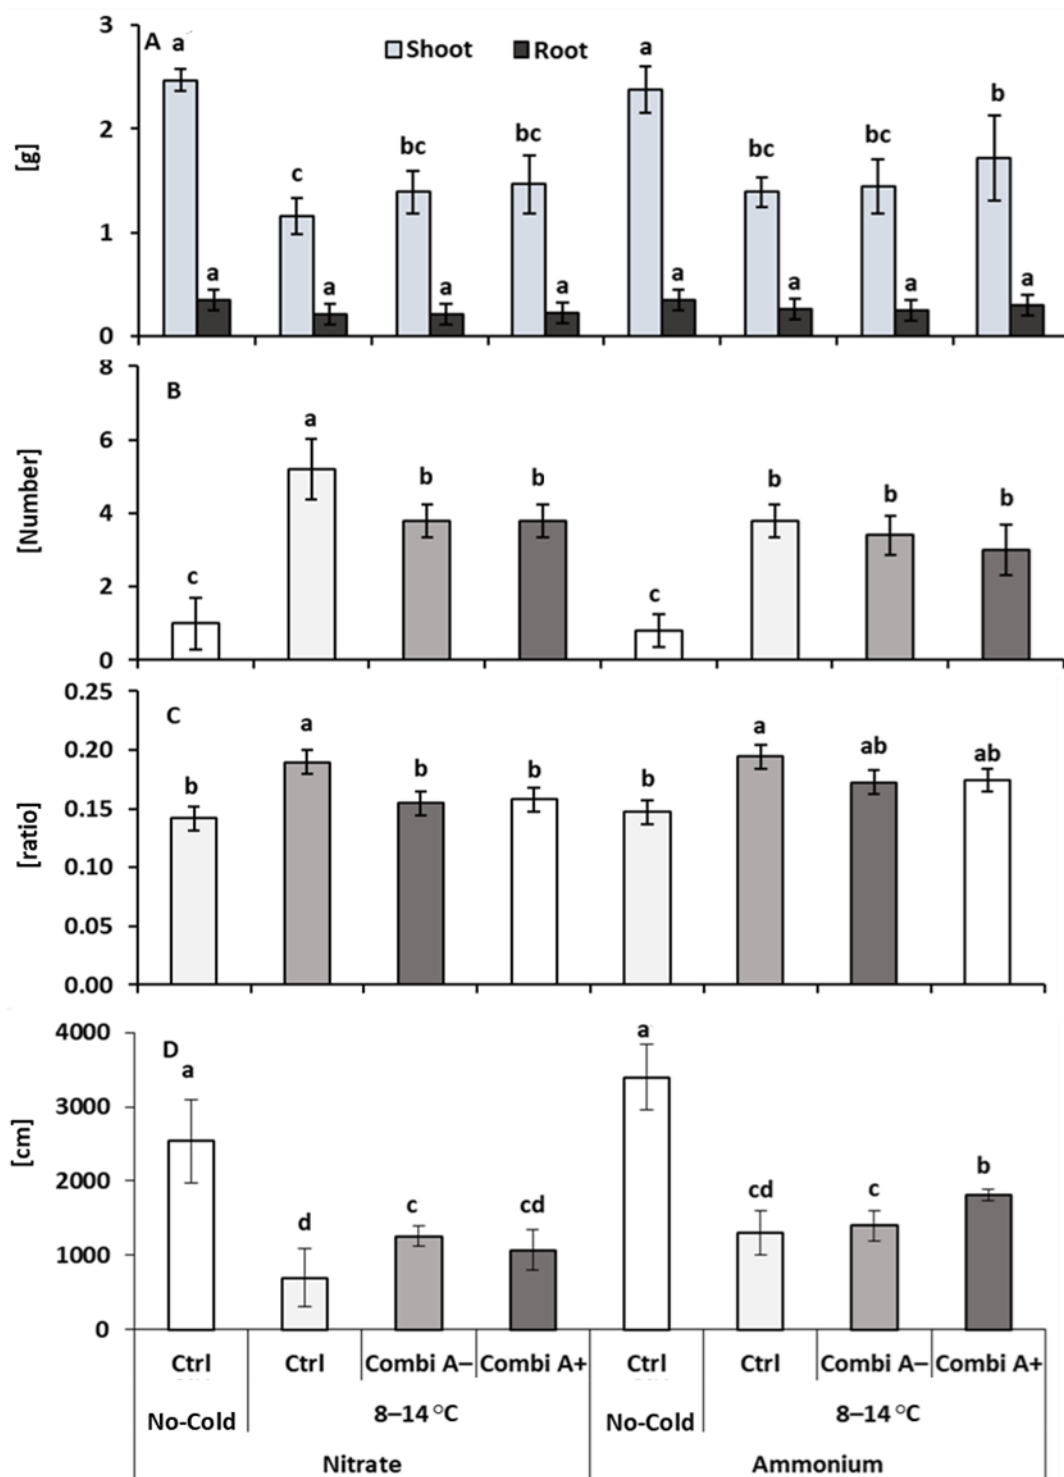 3
A a
Shoot Root
a
b
2
bc
bc
bc
bc
c
[g]
1
a a a a a a a a
0
8
B
a
6
b b b b b
[Number]
4
2
c c
0
0.25
C
a a
0.20
b b b b ab ab
0.15
[ratio]
0.10
0.05
0.00
4000
D
a a
3000
[cm]
2000
d c cd cd c b
1000
0
Ctrl Ctrl Combi A– Combi A+ Ctrl Ctrl Combi A– Combi A+
No-Cold 8–14 °C No-Cold 8–14 °C
Nitrate Ammonium